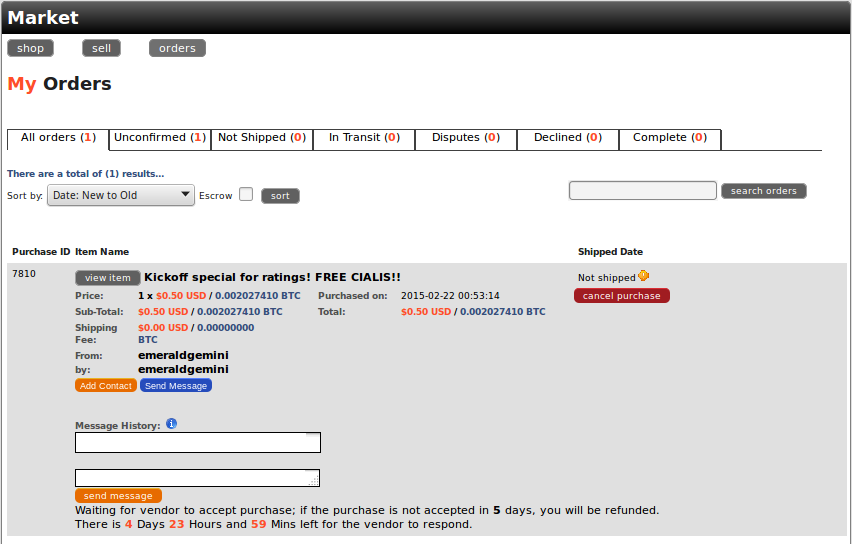 Market
shop sell orders
My Orders
All orders (1) Unconfirmed (1) Not Shipped (0) In Transit (0) Disputes (0) Declined (0) Complete (0)
There are a total of (1) results...
Sort by: Date: New to Old Escrow sort search orders
Purchase ID Item Name Shipped Date
7810 view item Kickoff special for ratings! FREE CIALIS!! Not shipped
Price: 1 x $0.50 USD / 0.002027410 BTC Purchased on: 2015-02-22 00:53:14 cancel purchase
Sub-Total: $0.50 USD / 0.002027410 BTC Total: $0.50 USD / 0.002027410 BTC
Shipping $0.00 USD / 0.00000000
Fee: BTC
From: emeraldgemini
by: emeraldgemini
Add Contact Send Message
Message History: i
send message
Waiting for vendor to accept purchase; if the purchase is not accepted in 5 days, you will be refunded.
There is 4 Days 23 Hours and 59 Mins left for the vendor to respond.